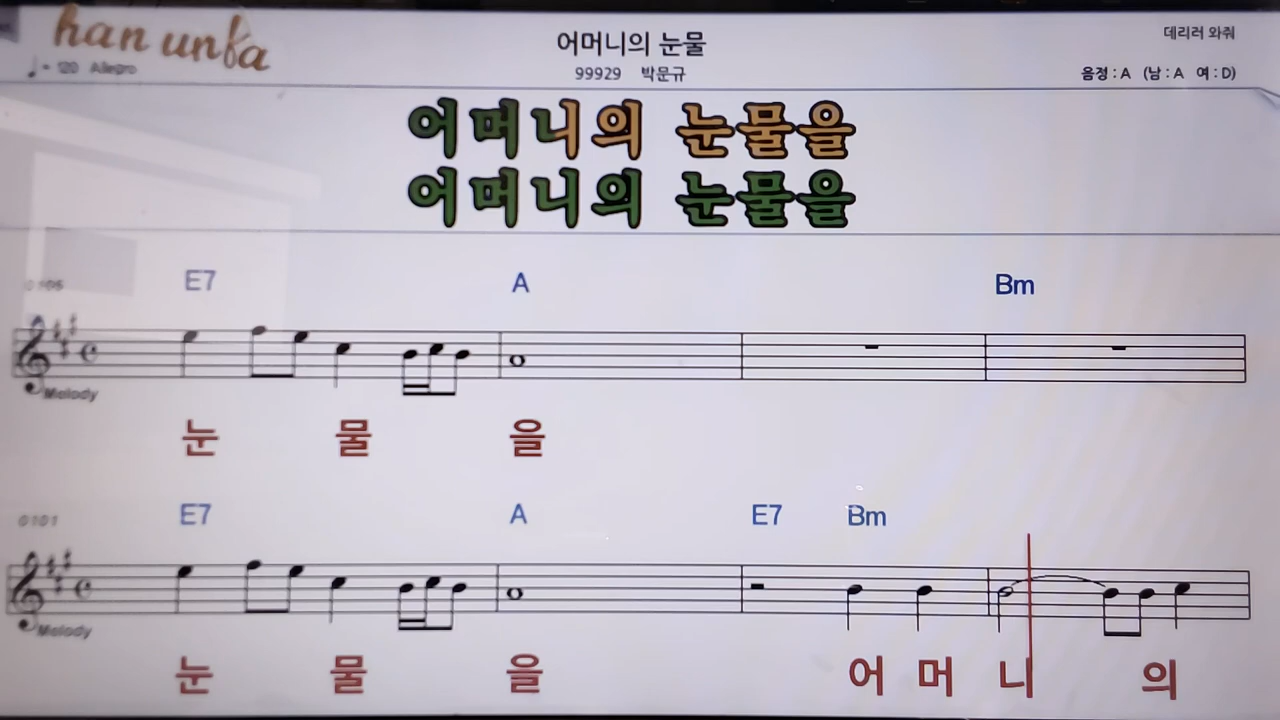 han unfa
어머니의 눈물
데리러 와줘
♩= 120 Allegro
99929 박문규
음정 : A (남 : A 여 : D)
어머니의 눈물을
어머니의 눈물을
E7 A Bm
Melody
눈 물 을
0101
E7 A E7 Bm
Melody
눈 물 을 어 머 니 의